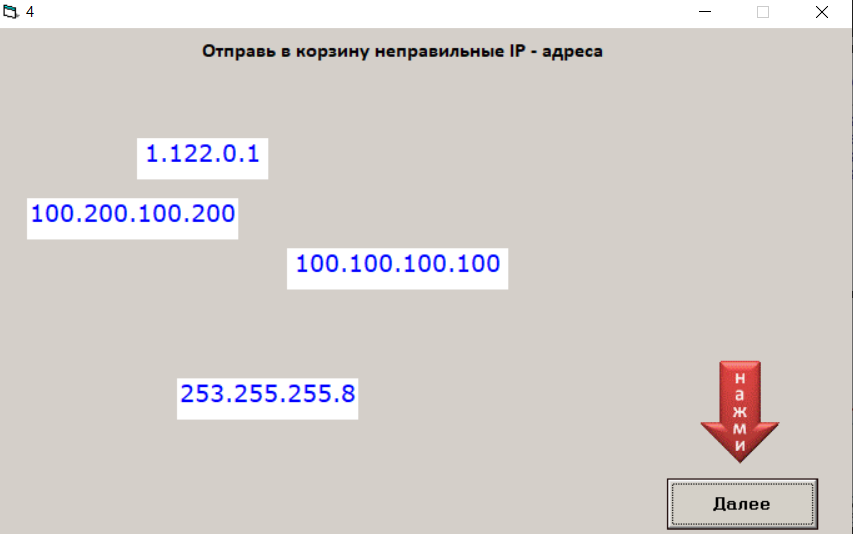 4
Отправь в корзину неправильные IP - адреса
1.122.0.1
100.200.100.200
100.100.100.100
253.255.255.8
нажми
Далее